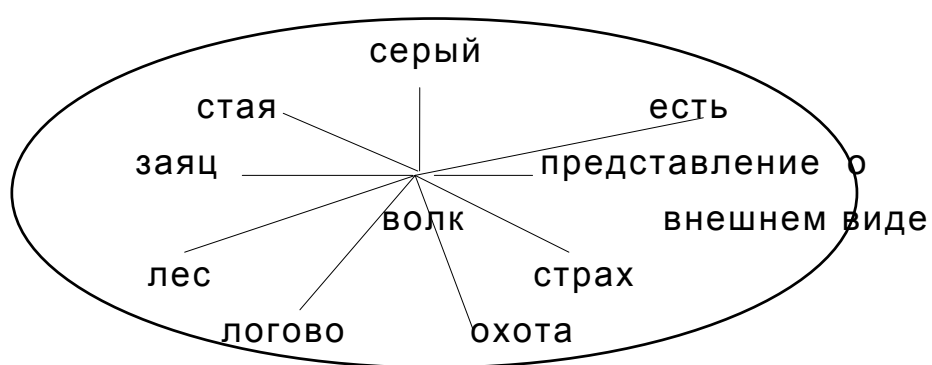 серый
стая есть
заяц представление о
волк внешнем виде
лес страх
логово охота